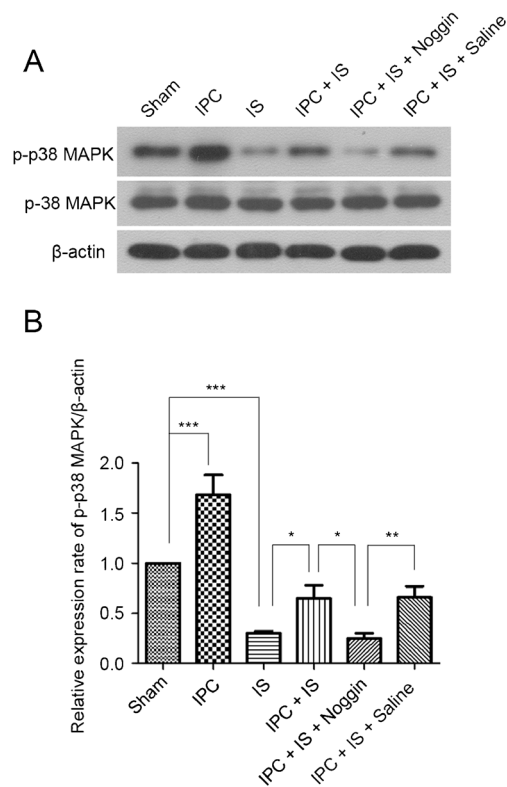 A
Sham
IPC
IS
IPC + IS
IPC + IS + Noggin
IPC + IS + Saline
p-p38 MAPK
p-38 MAPK
β-actin
B
Relative expression rate of p-p38 MAPK/β-actin
2.0
1.5
1.0
0.5
0.0
***
***
*
*
**
Sham
IPC
IS
IPC + IS
IPC + IS + Noggin
IPC + IS + Saline